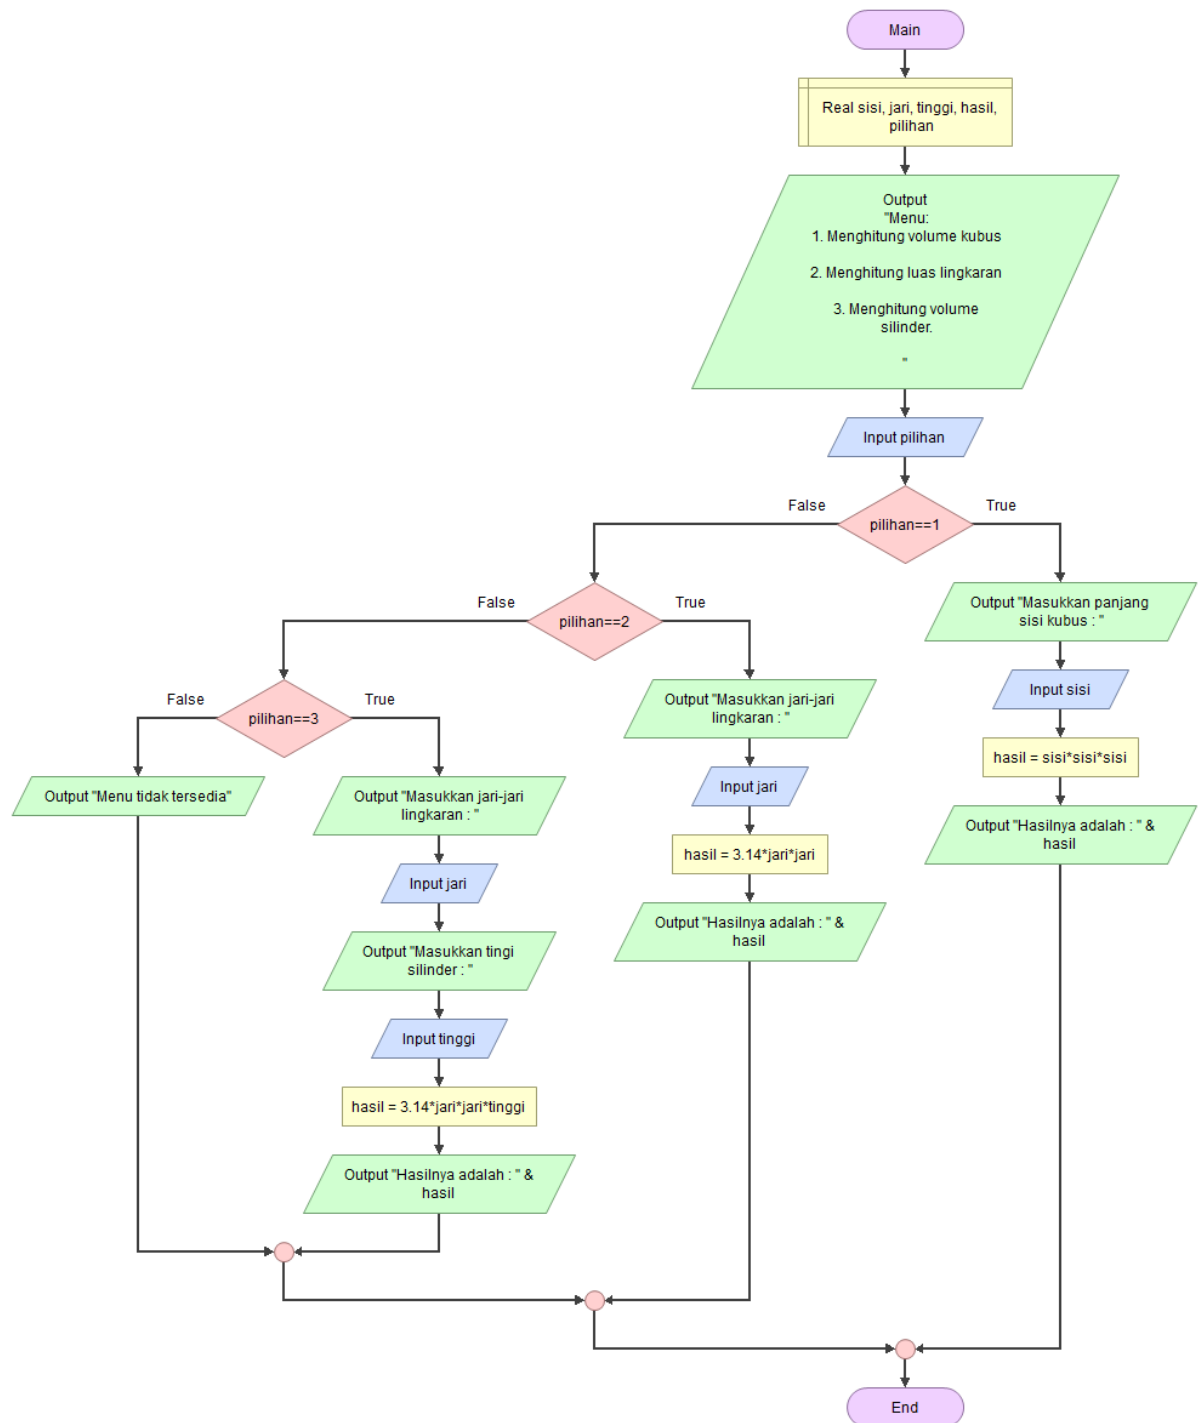 Main
Real sisi, jari, tinggi, hasil,
pilihan
Output
"Menu:
1. Menghitung volume kubus
2. Menghitung luas lingkaran
3. Menghitung volume
silinder.
"
Input pilihan
False
True
pilihan==1
False
True
pilihan==2
Output "Masukkan panjang
sisi kubus : "
Input sisi
hasil = sisi*sisi*sisi
Output "Hasilnya adalah : " &
hasil
Output "Masukkan jari-jari
lingkaran : "
Input jari
hasil = 3.14*jari*jari
Output "Hasilnya adalah : " &
hasil
False
True
pilihan==3
Output "Menu tidak tersedia"
Output "Masukkan jari-jari
lingkaran : "
Input jari
Output "Masukkan tingi
silinder : "
Input tinggi
hasil = 3.14*jari*jari*tinggi
Output "Hasilnya adalah : " &
hasil
End